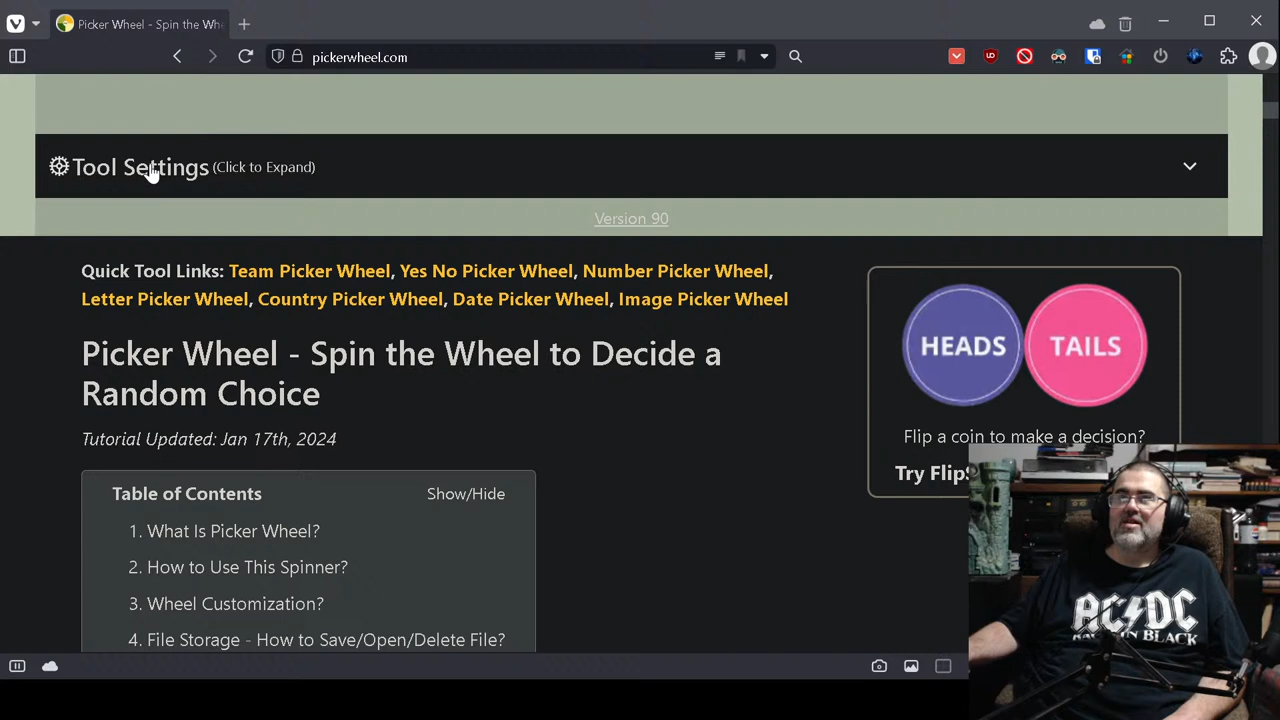 Picker Wheel - Spin the Whe
pickerwheel.com
Tool Settings (Click to Expand)
Version 90
Quick Tool Links: Team Picker Wheel, Yes No Picker Wheel, Number Picker Wheel,
Letter Picker Wheel, Country Picker Wheel, Date Picker Wheel, Image Picker Wheel
Picker Wheel - Spin the Wheel to Decide a
Random Choice
Tutorial Updated: Jan 17th, 2024
Table of Contents
Show/Hide
1. What Is Picker Wheel?
2. How to Use This Spinner?
3. Wheel Customization?
4. File Storage - How to Save/Open/Delete File?
HEADS
TAILS
Flip a coin to make a decision?
Try Flip
AC/DC
BACK IN BLACK